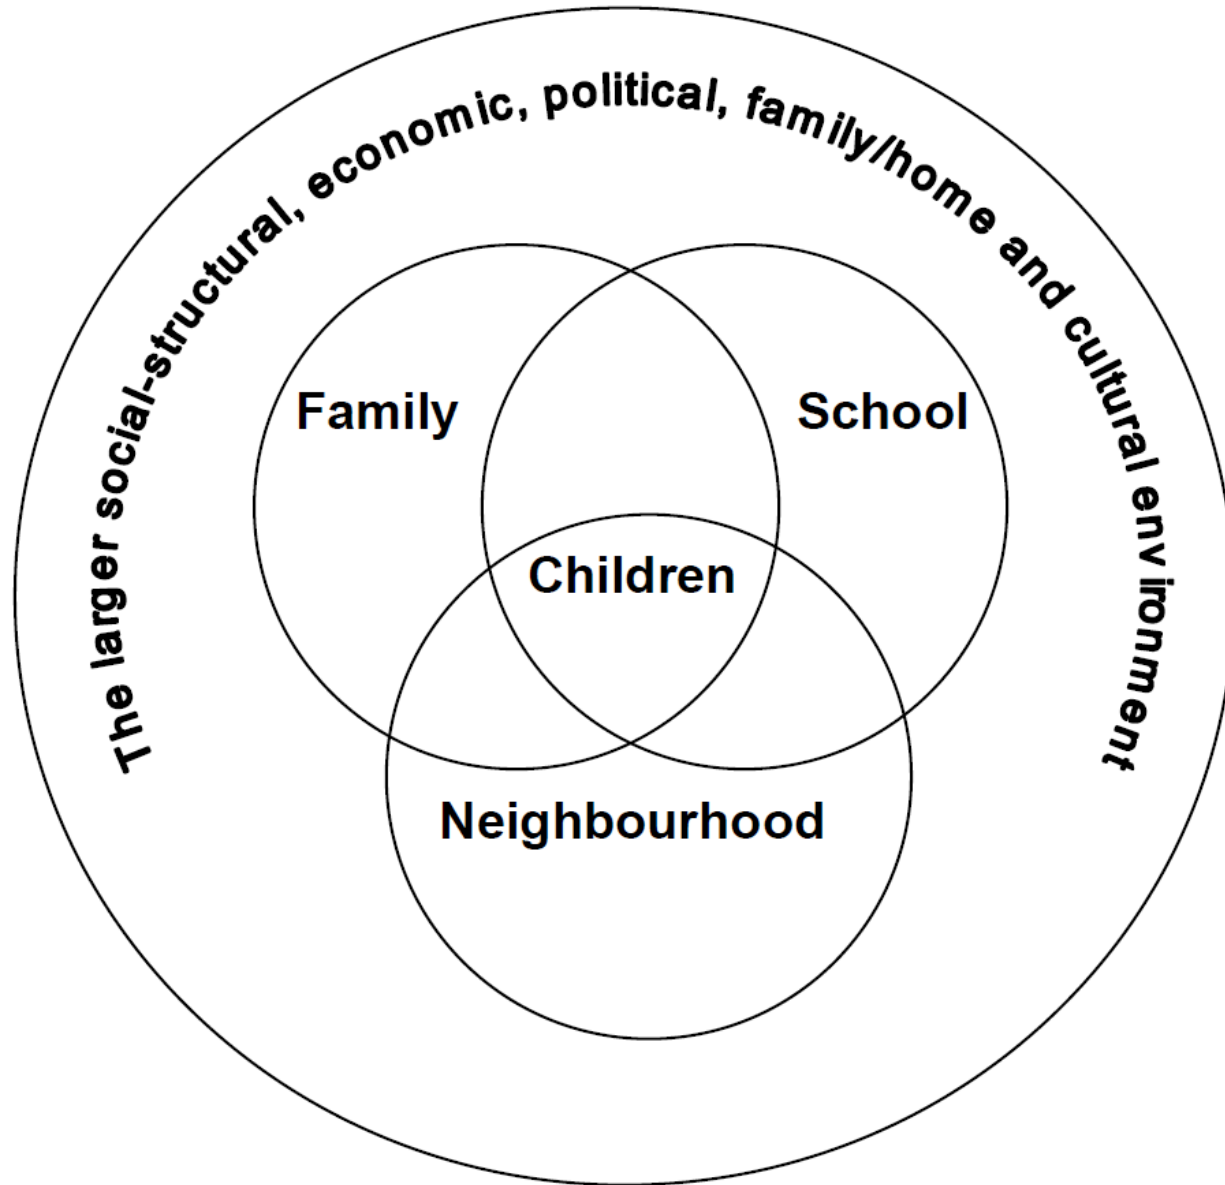 The larger social-structural, economic, political, family/home and cultural environment
Family
School
Children
Neighbourhood